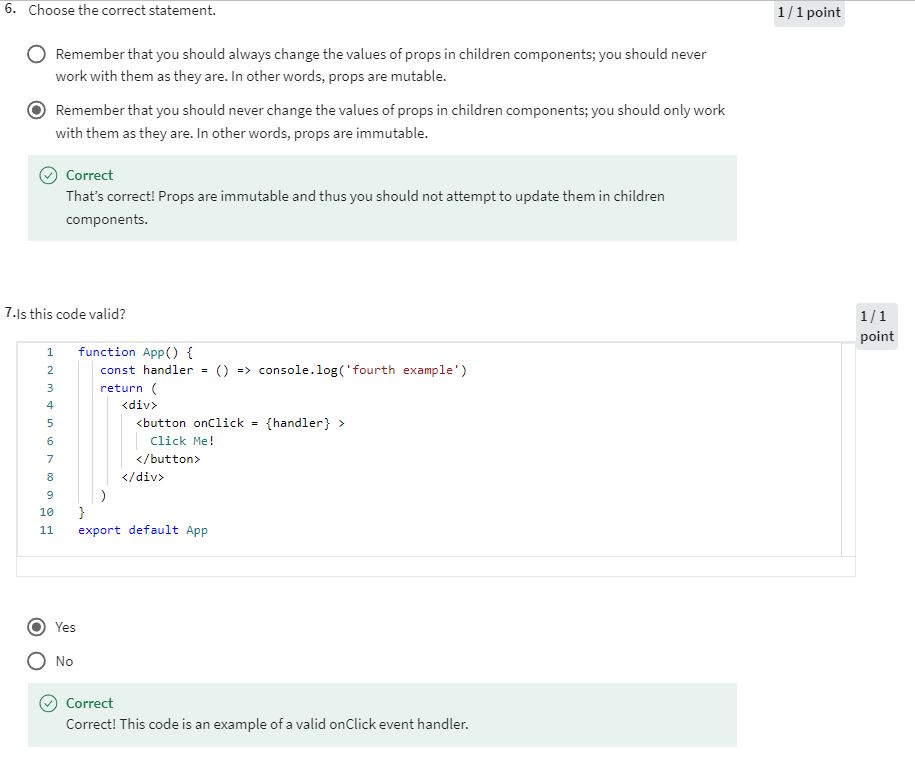 6. Choose the correct statement.
1 / 1 point
Remember that you should always change the values of props in children components; you should never
work with them as they are. In other words, props are mutable.
Remember that you should never change the values of props in children components; you should only work
with them as they are. In other words, props are immutable.
Correct
That's correct! Props are immutable and thus you should not attempt to update them in children
components.
7.Is this code valid?
1 / 1
point
1 function App() {
2 const handler = () => console.log('fourth example')
3 return (
4 <div>
5 <button onClick = {handler} >
6 Click Me!
7 </button>
8 </div>
9 )
10 }
11 export default App
Yes
No
Correct
Correct! This code is an example of a valid onClick event handler.